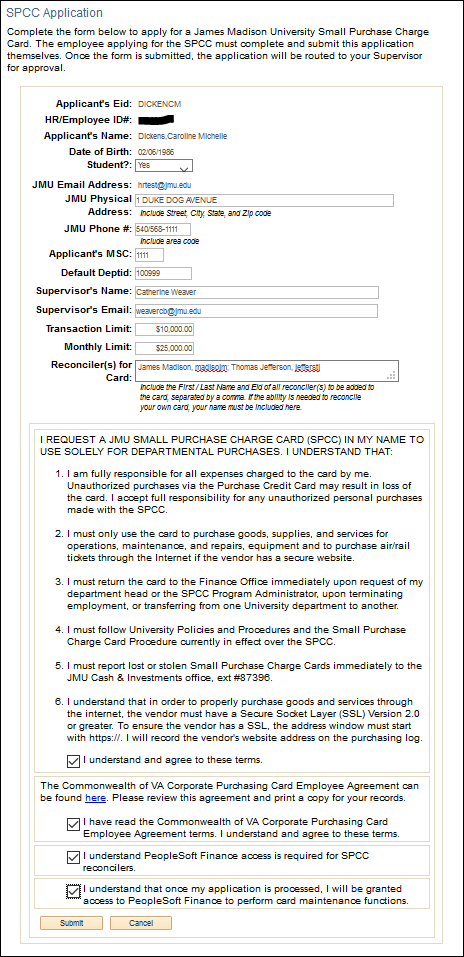 SPCC Application
Complete the form below to apply for a James Madison University Small Purchase Charge
Card. The employee applying for the SPCC must complete and submit this application
themselves. Once the form is submitted, the application will be routed to your Supervisor
for approval.
Applicant's Eid: DICKENCM
HR/Employee ID#:
Applicant's Name: Dickens,Caroline Michelle
Date of Birth: 02/06/1986
Student?: Yes
JMU Email Address: hrtest@jmu.edu
JMU Physical Address: 1 DUKE DOG AVENUE
Include Street, City, State, and Zip code
JMU Phone #: 540/568-1111
Include area code
Applicant's MSC: 1111
Default Deptid: 100999
Supervisor's Name: Catherine Weaver
Supervisor's Email: weavercb@jmu.edu
Transaction Limit: $10,000.00
Monthly Limit: $25,000.00
Reconciler(s) for Card: James Madison, madisojm: Thomas Jefferson, jefferstj
Include the First / Last Name and Eid of all reconciler(s) to be added to
the card, separated by a comma. If the ability is needed to reconcile
your own card, your name must be included here.
I REQUEST A JMU SMALL PURCHASE CHARGE CARD (SPCC) IN MY NAME TO
USE SOLELY FOR DEPARTMENTAL PURCHASES. I UNDERSTAND THAT:
1. I am fully responsible for all expenses charged to the card by me.
Unauthorized purchases via the Purchase Credit Card may result in loss of
the card. I accept full responsibility for any unauthorized personal purchases
made with the SPCC.
2. I must only use the card to purchase goods, supplies, and services for
operations, maintenance, and repairs, equipment and to purchase air/rail
tickets through the Internet if the vendor has a secure website.
3. I must return the card to the Finance Office immediately upon request of my
department head or the SPCC Program Administrator, upon terminating
employment, or transferring from one University department to another.
4. I must follow University Policies and Procedures and the Small Purchase
Charge Card Procedure currently in effect over the SPCC.
5. I must report lost or stolen Small Purchase Charge Cards immediately to the
JMU Cash & Investments office, ext #87396.
6. I understand that in order to properly purchase goods and services through
the internet, the vendor must have a Secure Socket Layer (SSL) Version 2.0
or greater. To ensure the vendor has a SSL, the address window must start
with https://. I will record the vendor's website address on the purchasing log.
I understand and agree to these terms.
The Commonwealth of VA Corporate Purchasing Card Employee Agreement can
be found here. Please review this agreement and print a copy for your records.
I have read the Commonwealth of VA Corporate Purchasing Card
Employee Agreement terms. I understand and agree to these terms.
I understand PeopleSoft Finance access is required for SPCC
reconcilers.
I understand that once my application is processed, I will be granted
access to PeopleSoft Finance to perform card maintenance functions.
Submit Cancel